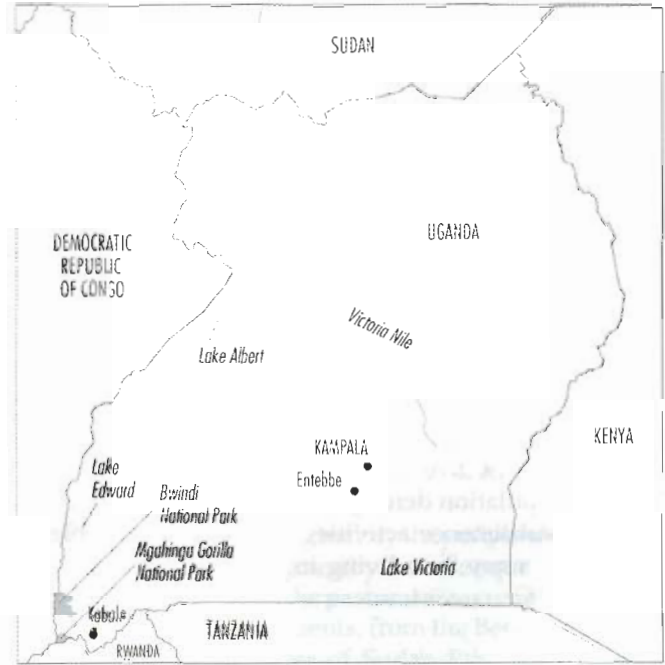 SUDAN
UGANDA
DEMOCRATIC
REPUBLIC
OF CONGO
Victoria Nile
Lake Albert
KENYA
KAMPALA
Entebbe
Lake
Edward
Bwindi
National Park
Mgahinga Gorilla
National Park
Lake Victoria
Kabale
TANZANIA
RWANDA